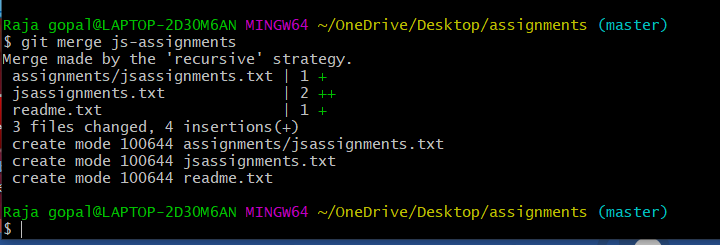 Raja gopal@LAPTOP-2D3OM6AN MINGW64 ~/OneDrive/Desktop/assignments (master)
$ git merge js-assignments
Merge made by the 'recursive' strategy.
 assignments/jsassignments.txt | 1 +
 jsassignments.txt             | 2 ++
 readme.txt                    | 1 +
 3 files changed, 4 insertions(+)
 create mode 100644 assignments/jsassignments.txt
 create mode 100644 jsassignments.txt
 create mode 100644 readme.txt
Raja gopal@LAPTOP-2D3OM6AN MINGW64 ~/OneDrive/Desktop/assignments (master)
$